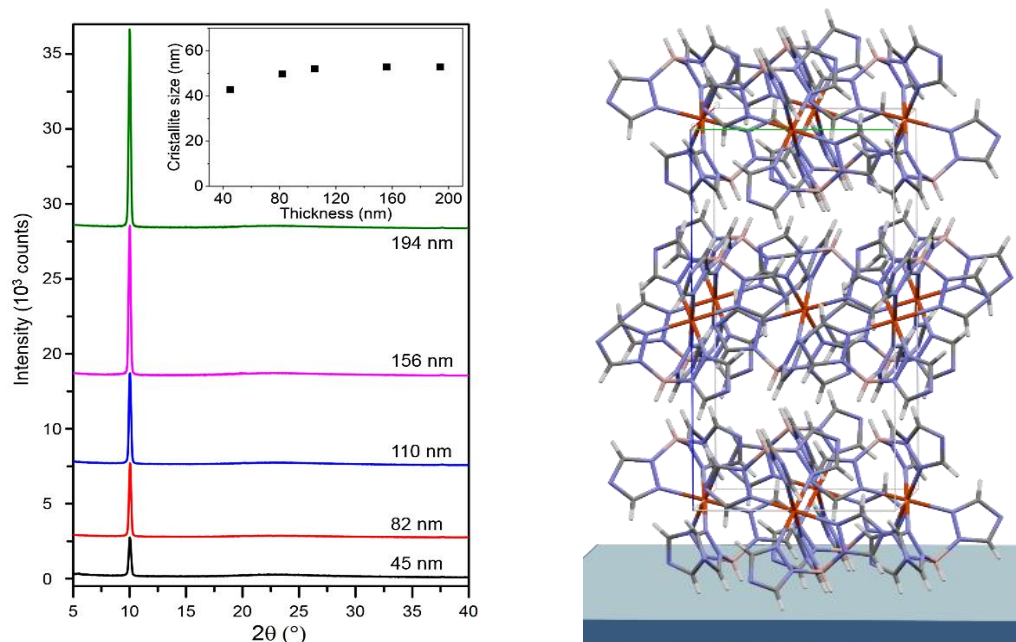 35
30
30
25
20
10
5
0
Intensity (10³ counts)
5 10 15 20 25 30 35 40
2θ (°)
194 nm
156 nm
110 nm
82 nm
45 nm
60
40
20
0
Cristallite size (nm)
40 80 120 160 200
Thickness (nm)